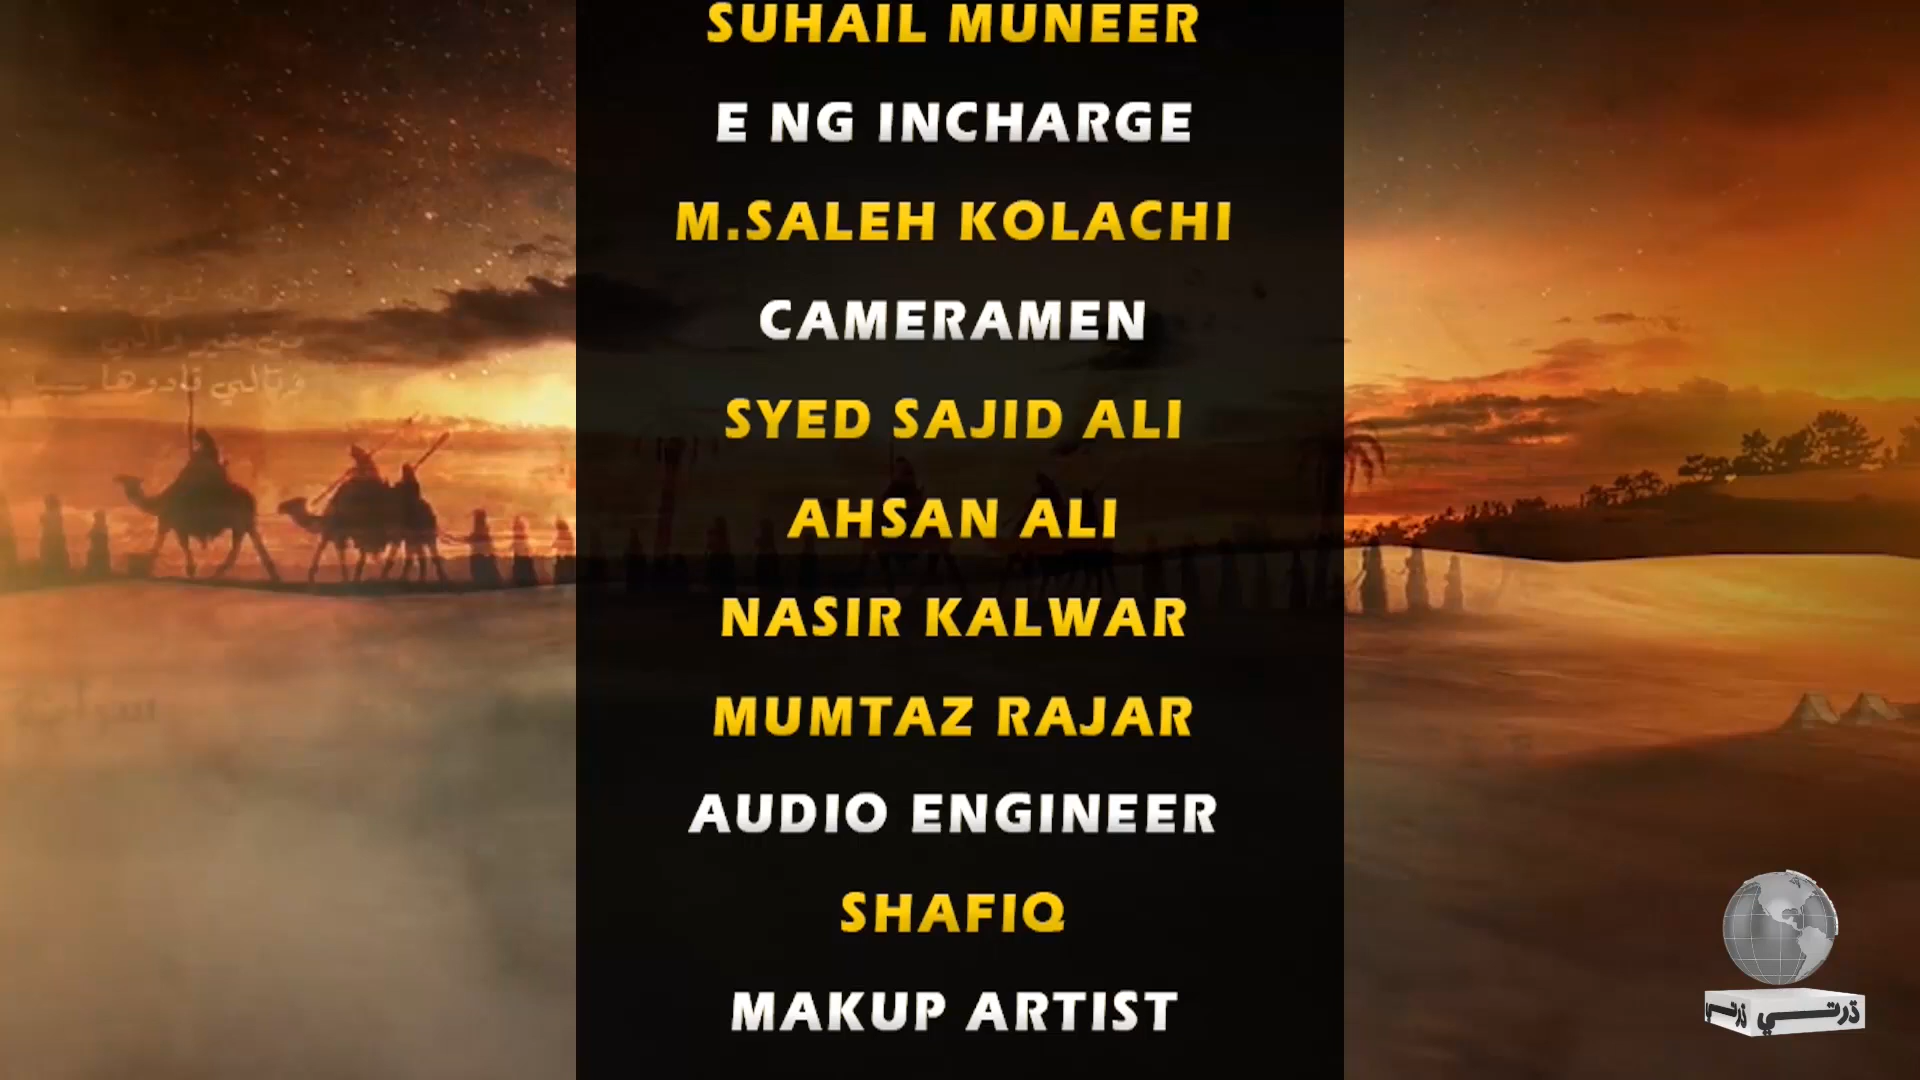 SUHAIL MUNEER
E NG INCHARGE
M.SALEH KOLACHI
CAMERAMEN
SYED SAJID ALI
AHSAN ALI
NASIR KALWAR
MUMTAZ RAJAR
AUDIO ENGINEER
SHAFIQ
MAKUP ARTIST